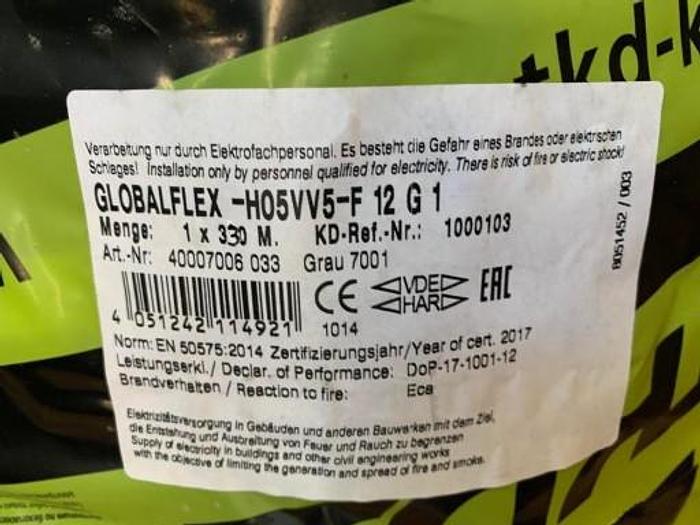 tkd-k
Verarbeitung nur durch Elektrofachpersonal. Es besteht die Gefahr eines Brandes oder elektrischen
Schlages! Installation only by personnel qualified for electricity. There is risk of fire or electric shock!
GLOBALFLEX -H05VV5-F 12 G 1
Menge: 1 x 330 M. KD-Ref.-Nr.: 1000103
Art.-Nr: 40007006 033 Grau 7001
8051452 / 003
CE VDE HAR EAC
4 051242 114921 1014
Norm: EN 50575:2014 Zertifizierungsjahr/Year of cert. 2017
Leistungserkl./ Declar. of Performance: DoP-17-1001-12
Brandverhalten / Reaction to fire: Eca
Elektrizitätsversorgung in Gebäuden und anderen Bauwerken mit dem Ziel,
die Entstehung und Ausbreitung von Feuer und Rauch zu begrenzen
Supply of electricity in buildings and other civil engineering works
with the objective of limiting the generation and spread of fire and smoke.